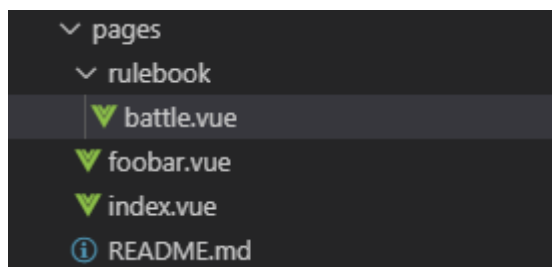 pages
rulebook
battle.vue
foobar.vue
index.vue
README.md